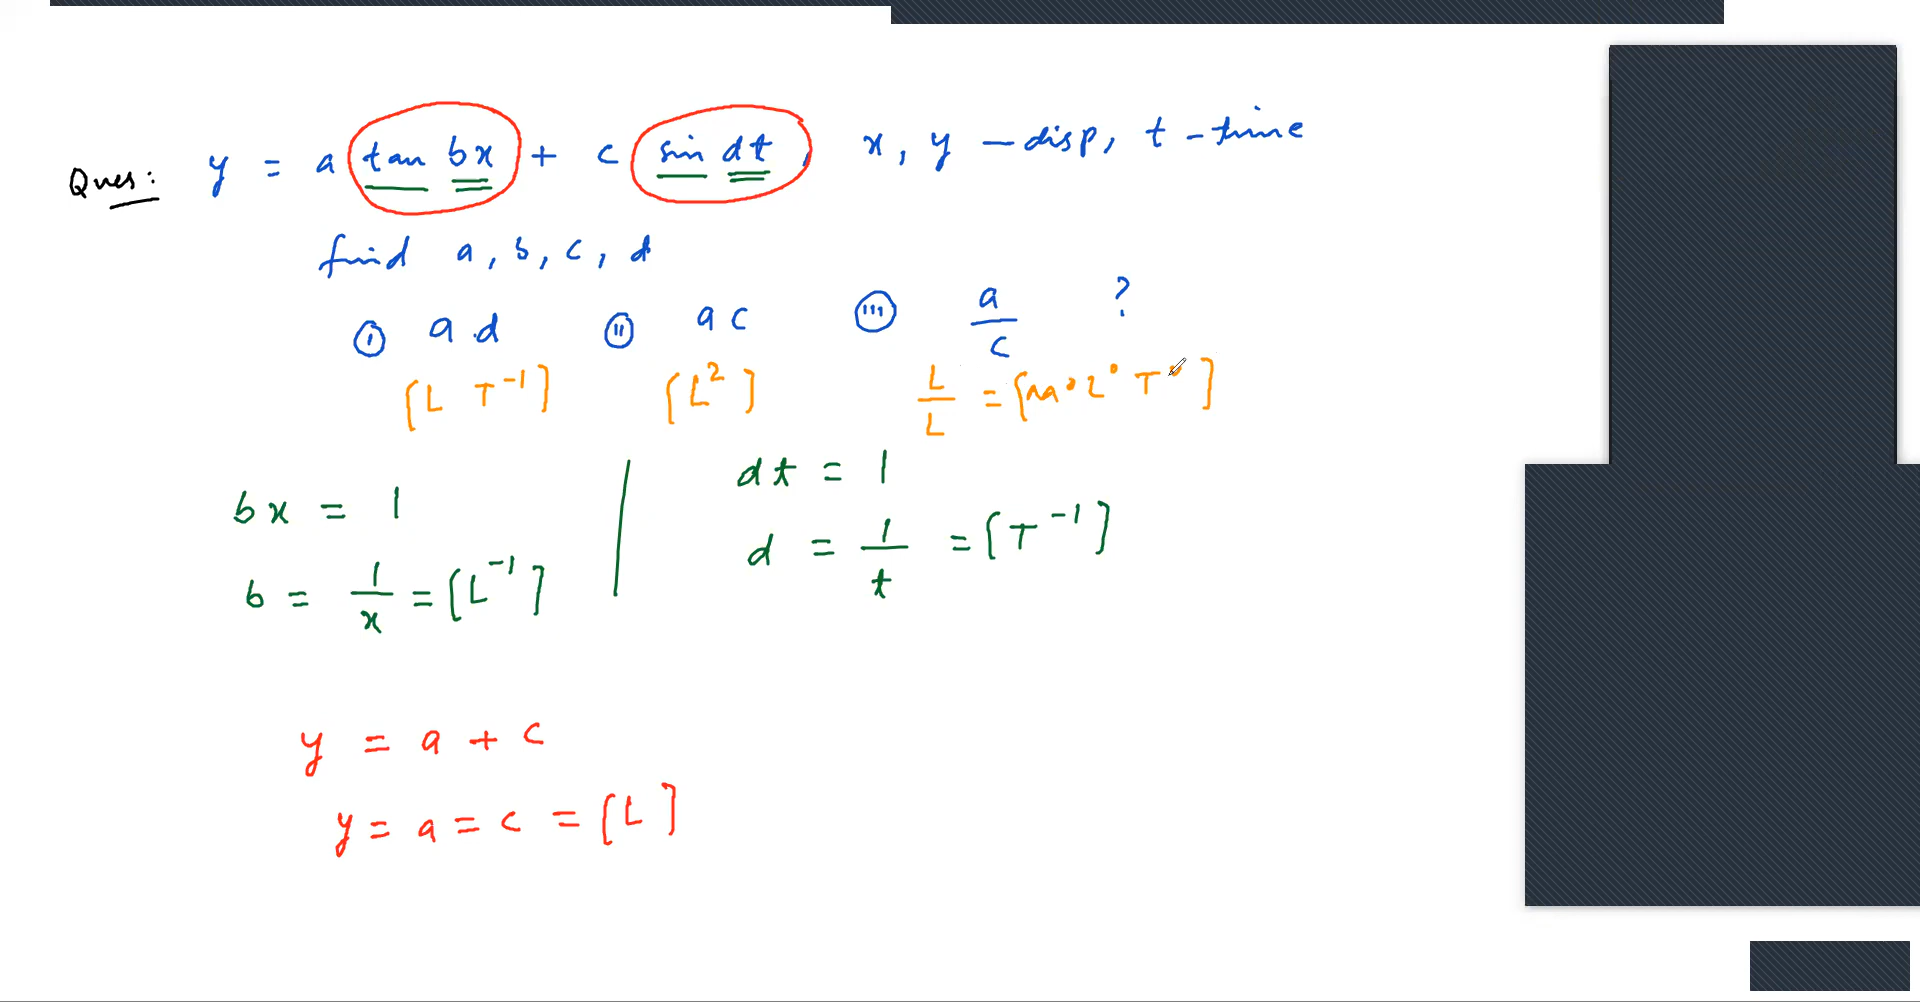 Ques: y = a tan bx + c sin dt, x, y - disp, t - time
find a, b, c, d
(i) a d (ii) a c (iii) a/c ?
[L T⁻¹] [L²] L/L = [M⁰ L⁰ T⁰]
bx = 1
b = 1/x = [L⁻¹]
dt = 1
d = 1/t = [T⁻¹]
y = a + c
y = a = c = [L]